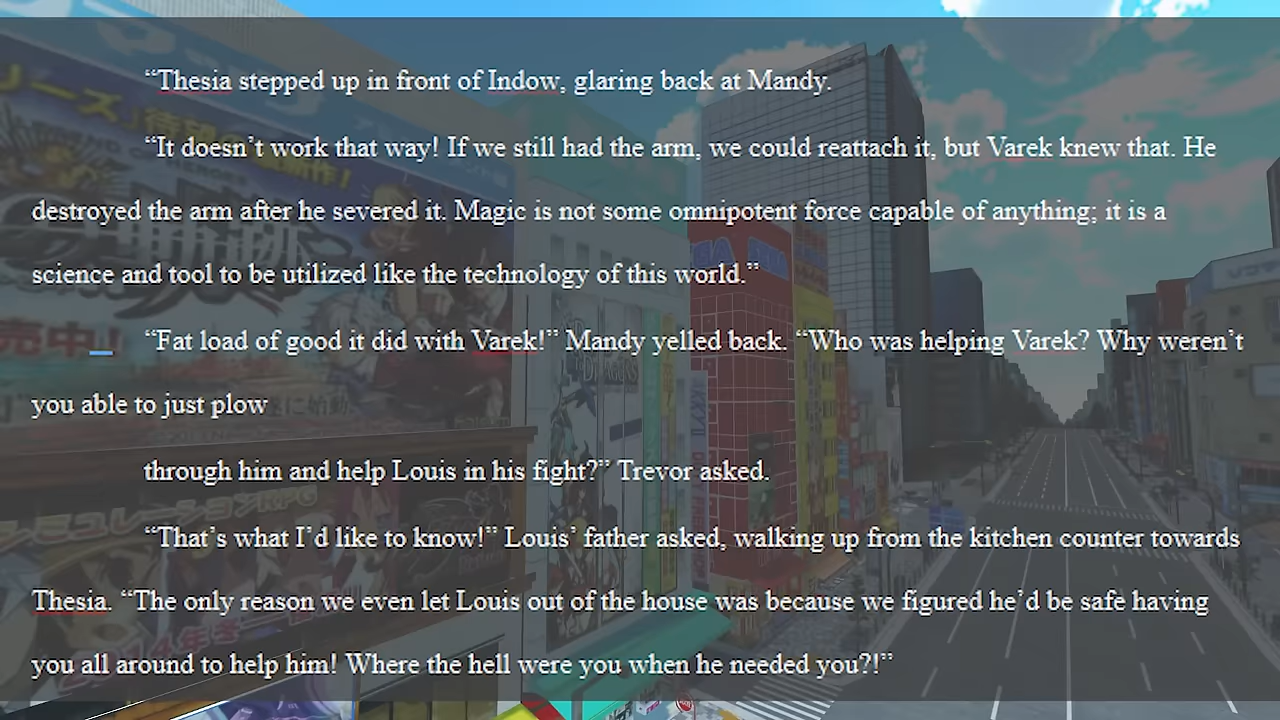 “Thesia stepped up in front of Indow, glaring back at Mandy.
“It doesn’t work that way! If we still had the arm, we could reattach it, but Varek knew that. He
destroyed the arm after he severed it. Magic is not some omnipotent force capable of anything; it is a
science and tool to be utilized like the technology of this world.”
“Fat load of good it did with Varek!” Mandy yelled back. “Who was helping Varek? Why weren’t
you able to just plow
through him and help Louis in his fight?” Trevor asked.
“That’s what I’d like to know!” Louis’ father asked, walking up from the kitchen counter towards
Thesia. “The only reason we even let Louis out of the house was because we figured he’d be safe having
you all around to help him! Where the hell were you when he needed you?!”